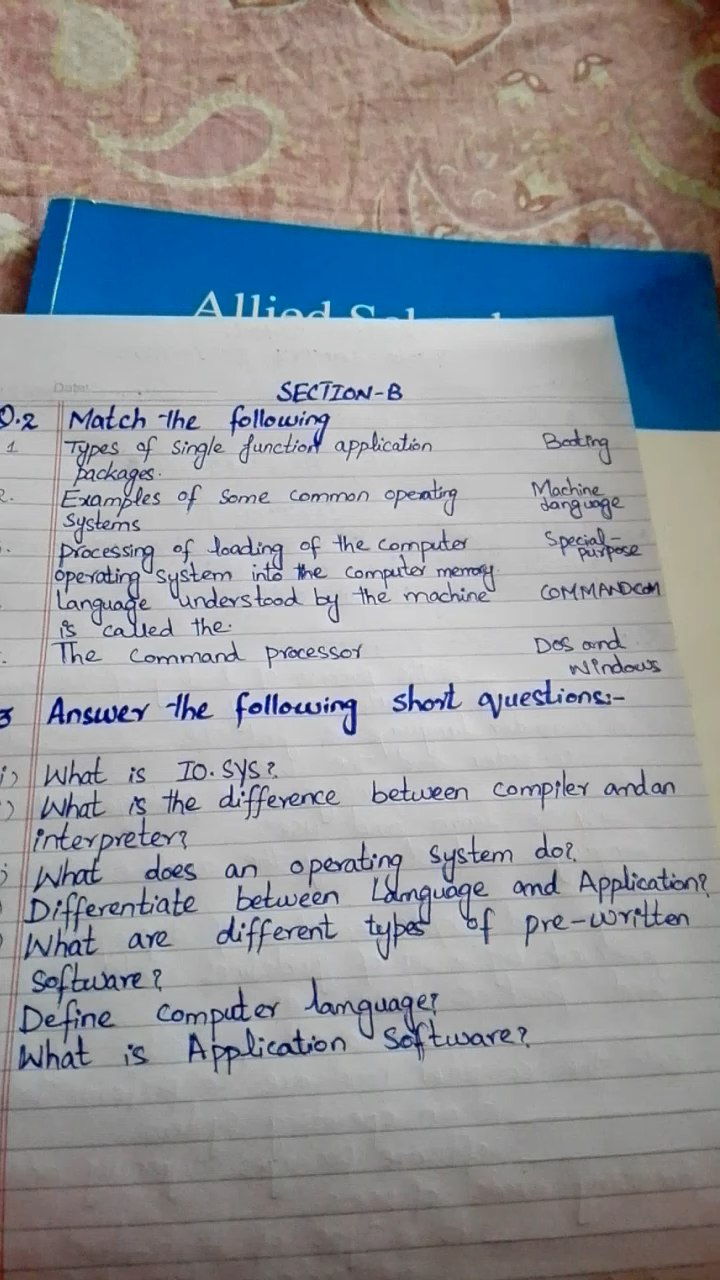 Allied
Date:
SECTION-B
Q.2 Match the following
1 Types of single function application Booting
packages.
2. Examples of some common operating Machine
systems language
processing of loading of the computer Special-
operating system into the computer memory purpose
language understood by the machine COMMANDCOM
is called the.
The command processor Dos and
Windows
3 Answer the following short questions:-
i) What is IO.SYS?
What is the difference between compiler andan
interpreter?
What does an operating system do?
Differentiate between Language and Application?
What are different types of pre-written
software?
Define computer language?
What is Application software?